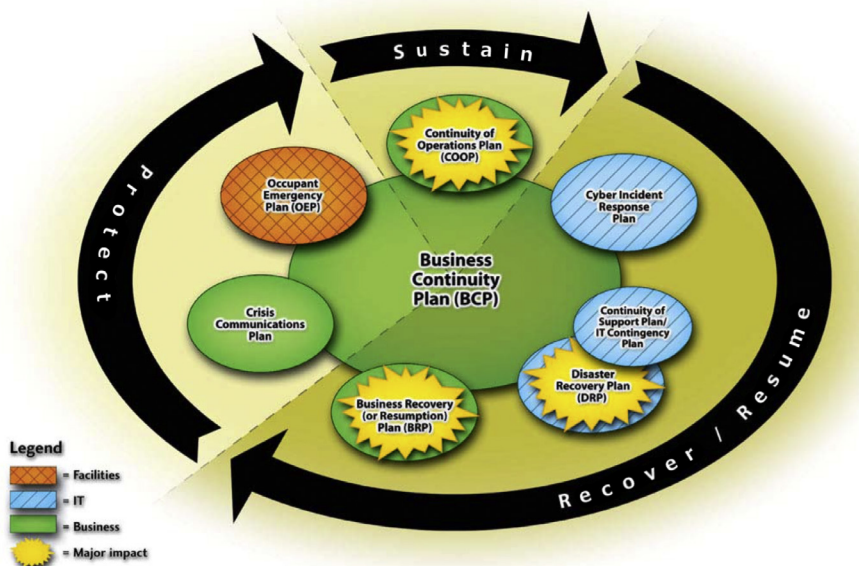 Sustain
Protect
Recover / Resume
Continuity of
Operations Plan
(COOP)
Occupant
Emergency
Plan (OEP)
Cyber Incident
Response
Plan
Business
Continuity
Plan (BCP)
Crisis
Communications
Plan
Continuity of
Support Plan/
IT Contingency
Plan
Disaster
Recovery Plan
(DRP)
Business Recovery
(or Resumption)
Plan (BRP)
Legend
= Facilities
= IT
= Business
= Major impact